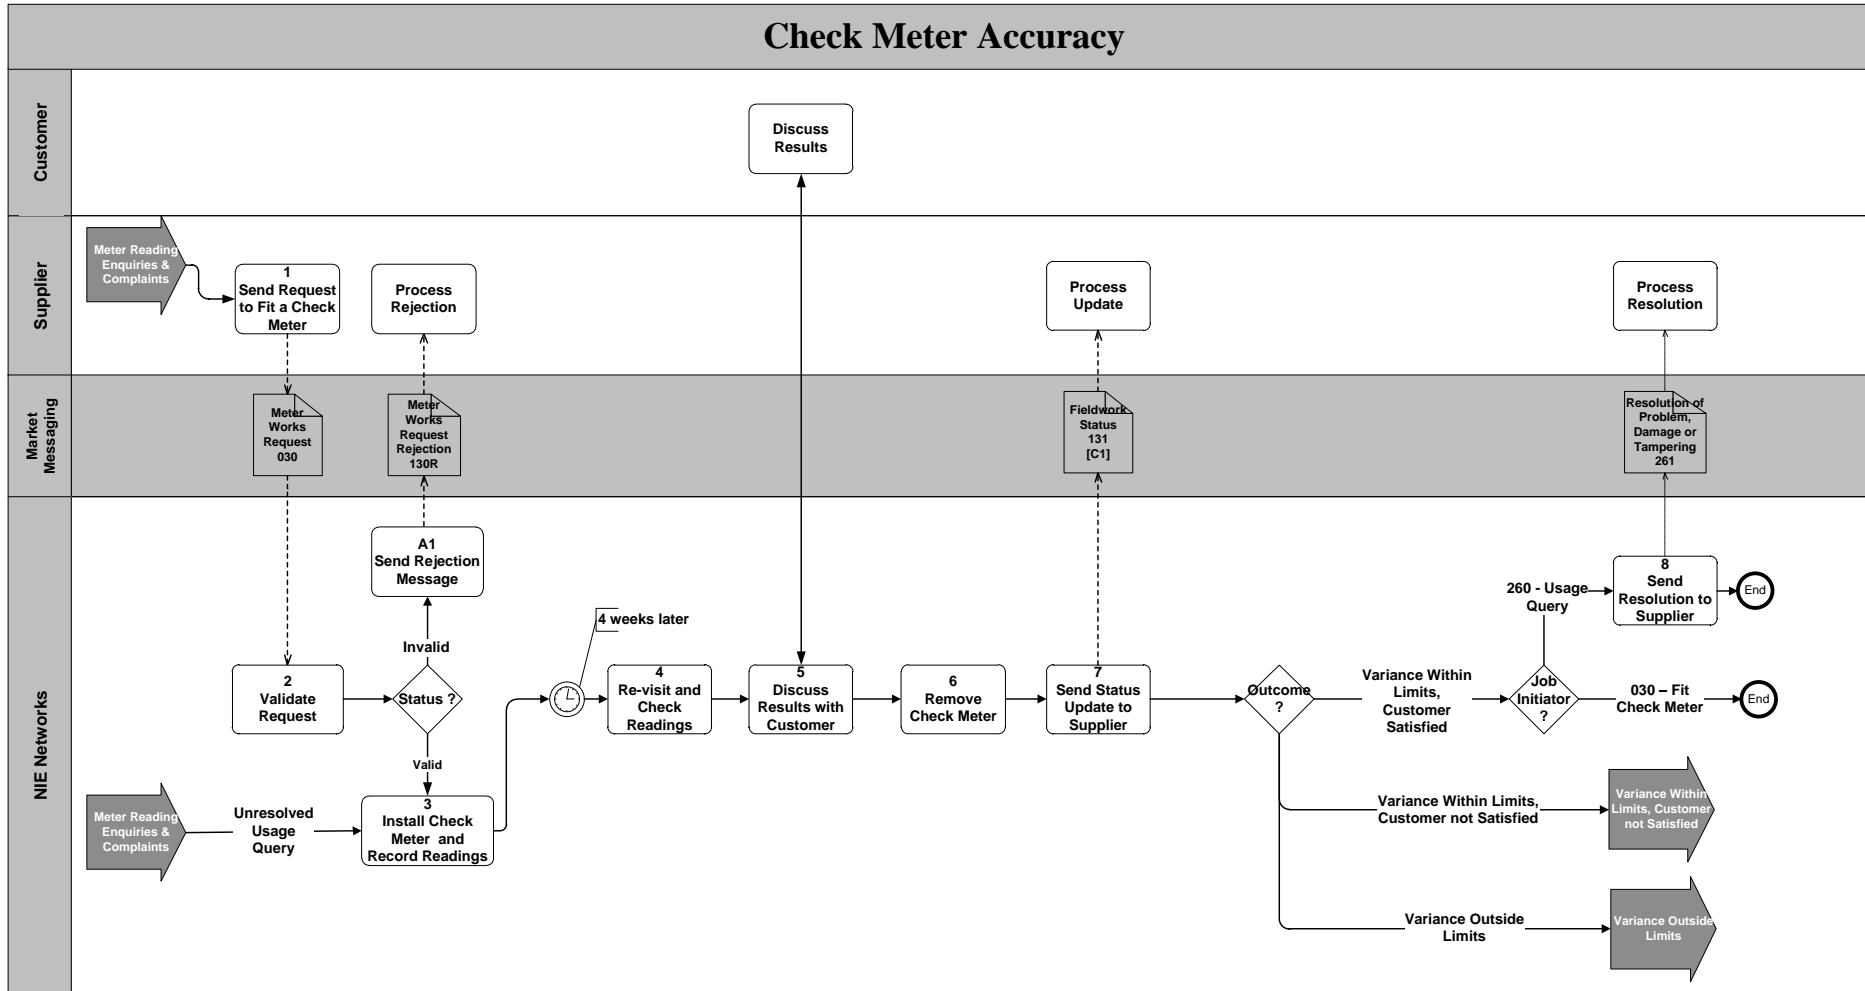 Check Meter Accuracy
Customer
Discuss
Results
Supplier
Meter Reading
Enquiries &
Complaints
1
Send Request
to Fit a Check
Meter
Process
Rejection
Process
Update
Process
Resolution
Market
Messaging
Meter
Works
Request
030
Meter
Works
Request
Rejection
130R
Fieldwork
Status
131
[C1]
Resolution of
Problem,
Damage or
Tampering
261
NIE Networks
A1
Send Rejection
Message
Invalid
2
Validate
Request
Status ?
Valid
Meter Reading
Enquiries &
Complaints
Unresolved
Usage
Query
3
Install Check
Meter and
Record Readings
4 weeks later
4
Re-visit and
Check
Readings
5
Discuss
Results with
Customer
6
Remove
Check Meter
7
Send Status
Update to
Supplier
Outcome
?
Variance Within
Limits,
Customer
Satisfied
Job
Initiator
?
260 - Usage
Query
8
Send
Resolution to
Supplier
End
030 – Fit
Check Meter
End
Variance Within Limits,
Customer not Satisfied
Variance Within
Limits, Customer
not Satisfied
Variance Outside
Limits
Variance Outside
Limits